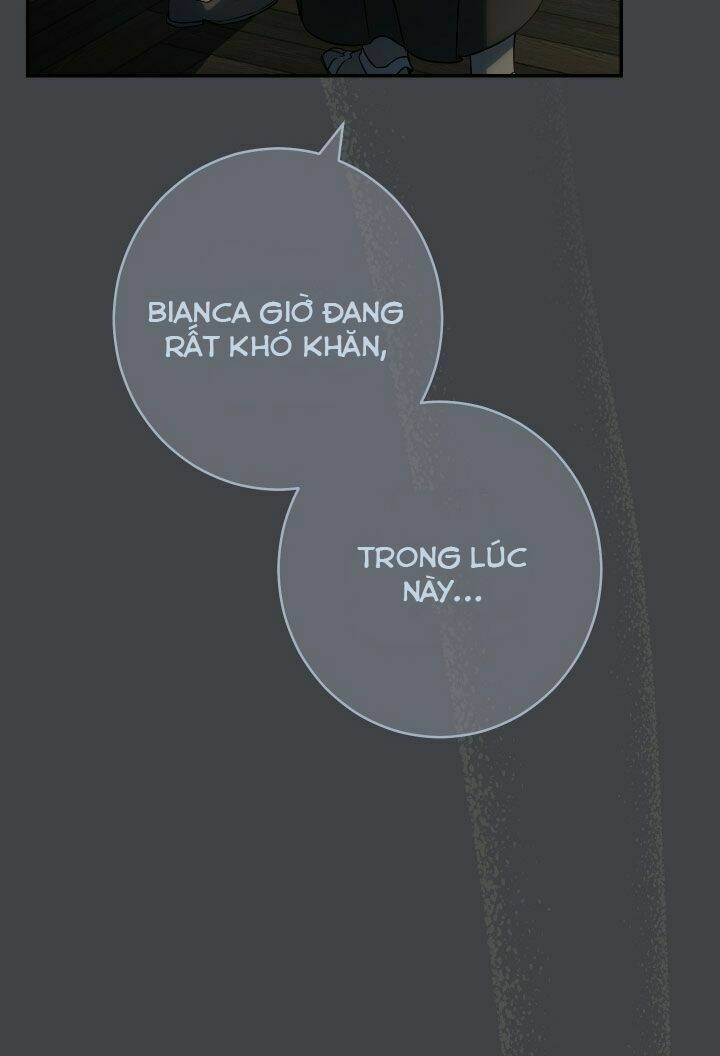 BIANCA GIỜ ĐANG
RẤT KHÓ KHĂN,
TRONG LÚC
NÀY...